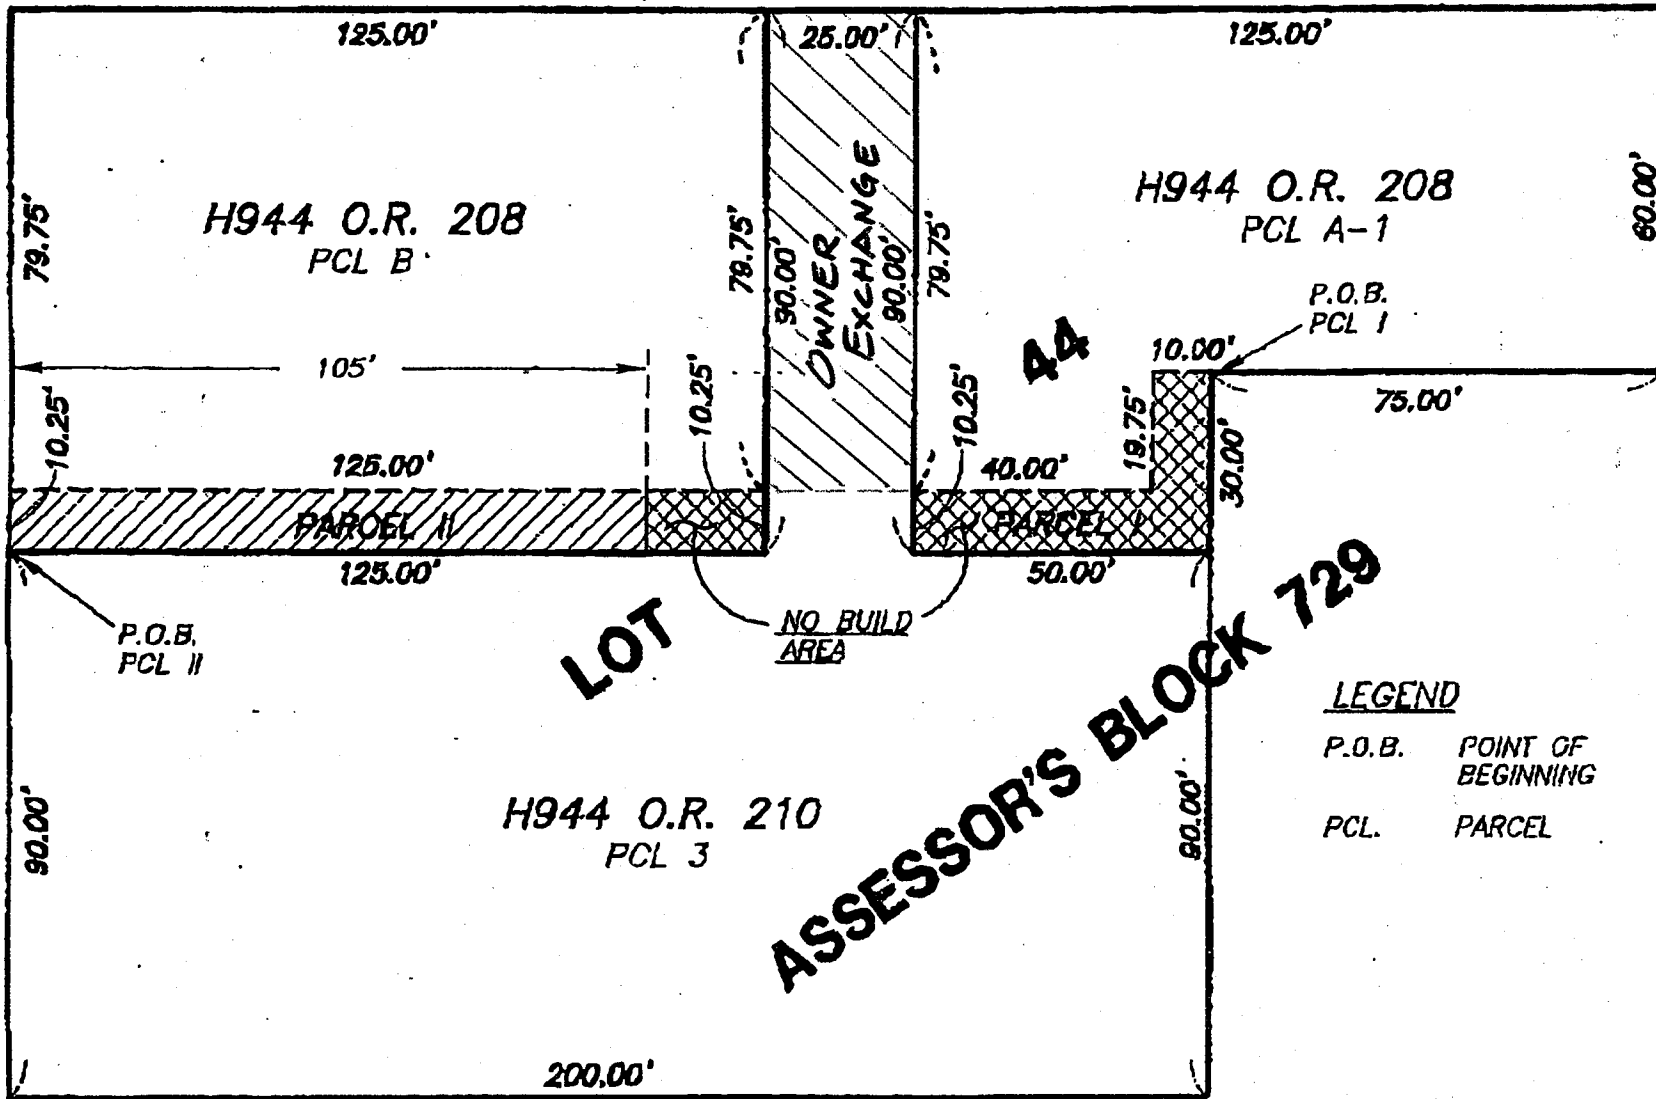 125.00'
25.00'
125.00'
79.75'
H944 O.R. 208
PCL B
79.75'
90.00'
OWNER
EXCHANGE
90.00'
79.75'
H944 O.R. 208
PCL A-1
60.00'
P.O.B.
PCL I
44
10.00'
75.00'
105'
10.25'
125.00'
10.25'
10.25'
40.00'
19.75'
30.00'
PARCEL II
PARCEL I
125.00'
50.00'
P.O.B.
PCL II
LOT
NO BUILD
AREA
ASSESSOR'S BLOCK 729
LEGEND
P.O.B. POINT OF
BEGINNING
PCL. PARCEL
90.00'
H944 O.R. 210
PCL 3
90.00'
200.00'